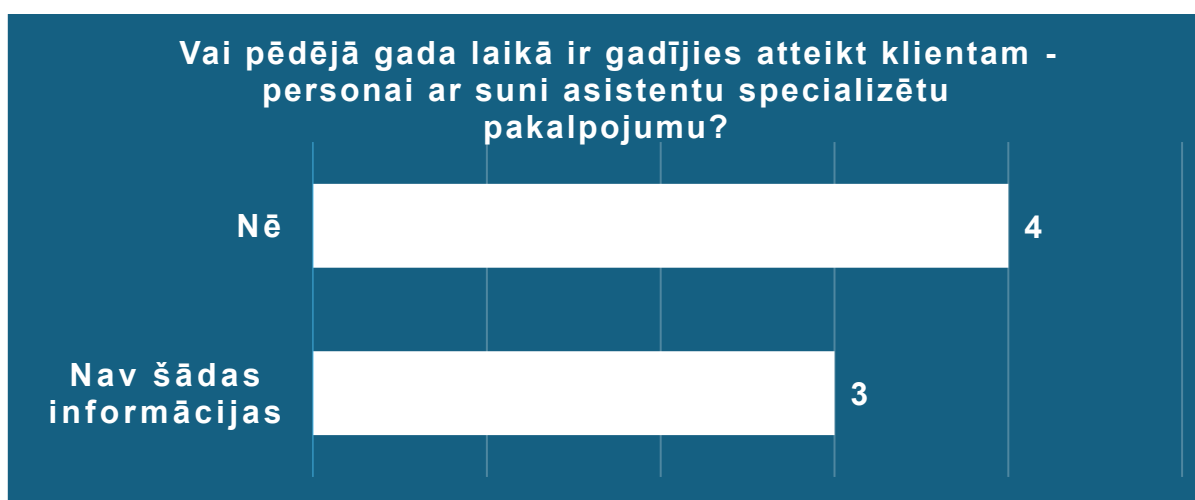 Vai pēdējā gada laikā ir gadījies atteikt klientam -
personai ar suni asistentu specializētu
pakalpojumu?
Nē
4
Nav šādas
informācijas
3